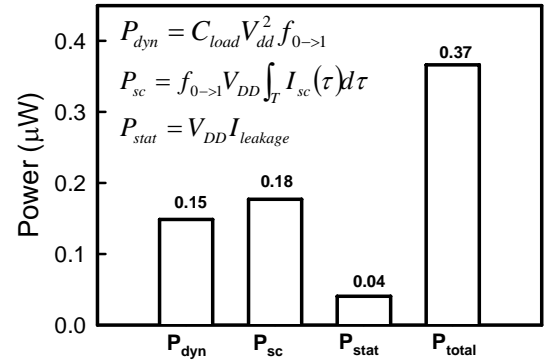 P_dyn = C_load V_dd^2 f_0->1
P_sc = f_0->1 V_DD ∫_T I_sc(τ)dτ
P_stat = V_DD I_leakage
Power (μW)
0.4
0.3
0.2
0.1
0.0
0.15
0.18
0.04
0.37
P_dyn P_sc P_stat P_total